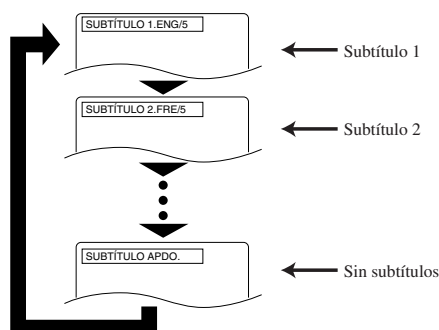 SUBTÍTULO 1.ENG/5
Subtítulo 1
SUBTÍTULO 2.FRE/5
Subtítulo 2
SUBTÍTULO APDO.
Sin subtítulos